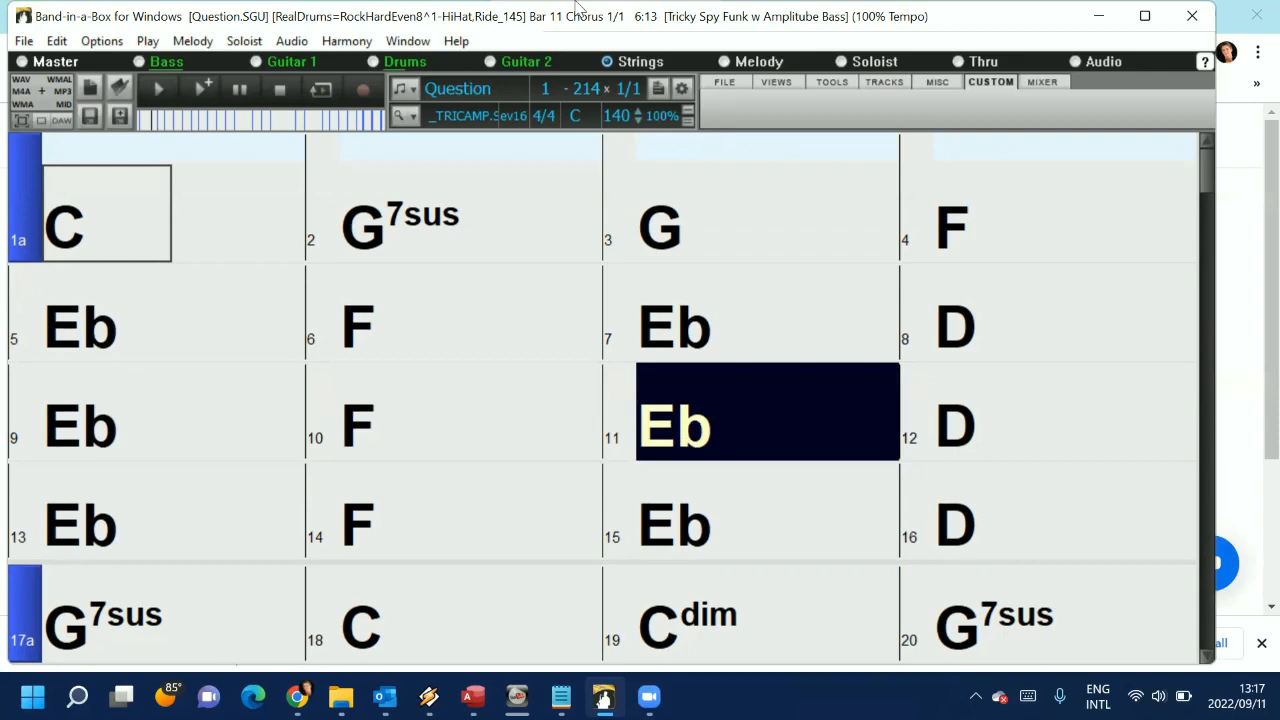 Band-in-a-Box for Windows [Question.SGU] [RealDrums=RockHardEven8^1-HiHat,Ride_145] Bar 11 Chorus 1/1 6:13 [Tricky Spy Funk w Amplitube Bass] (100% Tempo)
File Edit Options Play Melody Soloist Audio Harmony Window Help
Master Bass Guitar 1 Drums Guitar 2 Strings Melody Soloist Thru Audio ?
WAV WMAL
M4A + MP3
WMA MID
DAW
Question 1 - 214 x 1/1
_TRICAMP.S ev16 4/4 C 140 100%
FILE VIEWS TOOLS TRACKS MISC CUSTOM MIXER
1a C 2 G7sus 3 G 4 F
5 Eb 6 F 7 Eb 8 D
9 Eb 10 F 11 Eb 12 D
13 Eb 14 F 15 Eb 16 D
17a G7sus 18 C 19 Cdim 20 G7sus
all
85°
ENG
INTL
13:17
2022/09/11